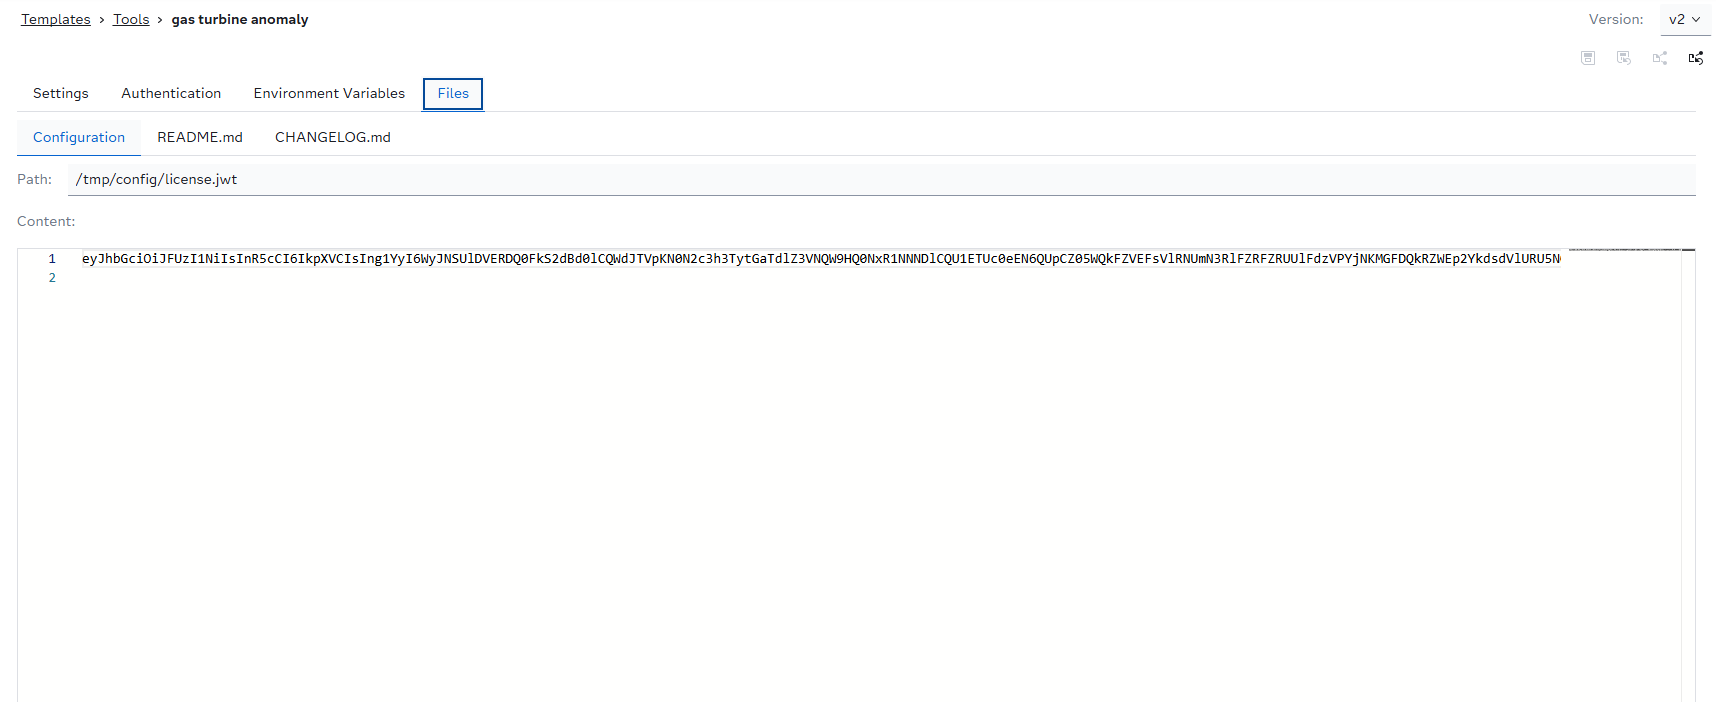 Templates > Tools > gas turbine anomaly Version: v2
Settings Authentication Environment Variables Files
Configuration README.md CHANGELOG.md
Path: /tmp/config/license.jwt
Content:
1 eyJhbGciOiJFUzI1NiIsInR5cCI6IkpXVCIsIng1YyI6WyJNSUlDVERDQ0FkS2dBd0lCQWdJTVpKN0N2c3h3TytGaTdlZ3VNQW9HQ0NxR1NNNDlCQU1ETUc0eEN6QUpCZ05WQkFZVEFsVlRNUmN3RlFZRFZRUUlFdzVPYjNKMGFDQkRZWEp2YkdsdVlURU5N
2